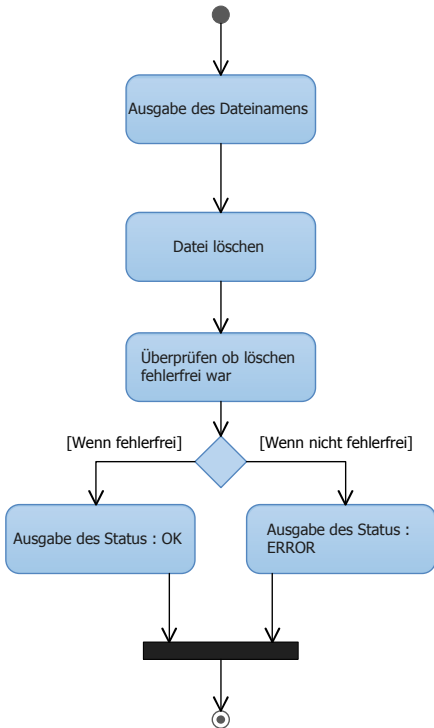 Ausgabe des Dateinamens
Datei löschen
Überprüfen ob löschen
fehlerfrei war
[Wenn fehlerfrei]
[Wenn nicht fehlerfrei]
Ausgabe des Status : OK
Ausgabe des Status :
ERROR